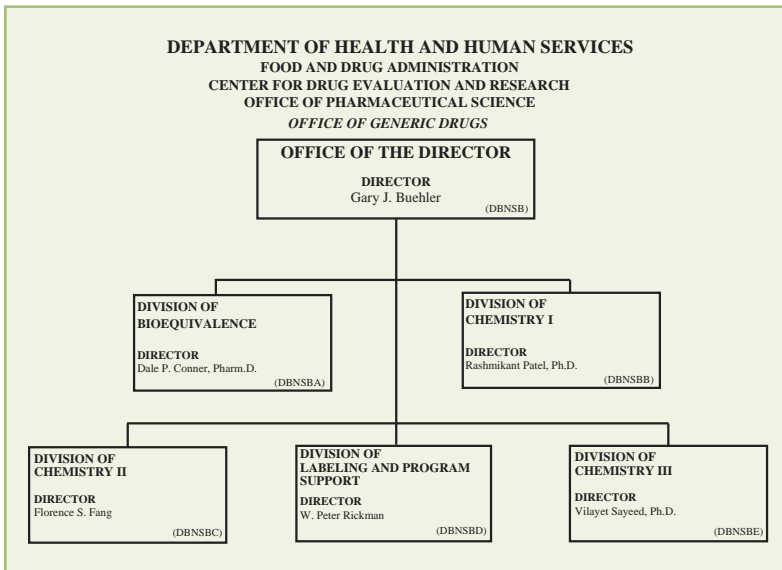 DEPARTMENT OF HEALTH AND HUMAN SERVICES
FOOD AND DRUG ADMINISTRATION
CENTER FOR DRUG EVALUATION AND RESEARCH
OFFICE OF PHARMACEUTICAL SCIENCE
OFFICE OF GENERIC DRUGS
OFFICE OF THE DIRECTOR
DIRECTOR
Gary J. Buehler
(DBNSB)
DIVISION OF
BIOEQUIVALENCE
DIRECTOR
Dale P. Conner, Pharm.D.
(DBNSBA)
DIVISION OF
CHEMISTRY I
DIRECTOR
Rashmikant Patel, Ph.D.
(DBNSBB)
DIVISION OF
CHEMISTRY II
DIRECTOR
Florence S. Fang
(DBNSBC)
DIVISION OF
LABELING AND PROGRAM
SUPPORT
DIRECTOR
W. Peter Rickman
(DBNSBD)
DIVISION OF
CHEMISTRY III
DIRECTOR
Vilayet Sayeed, Ph.D.
(DBNSBE)